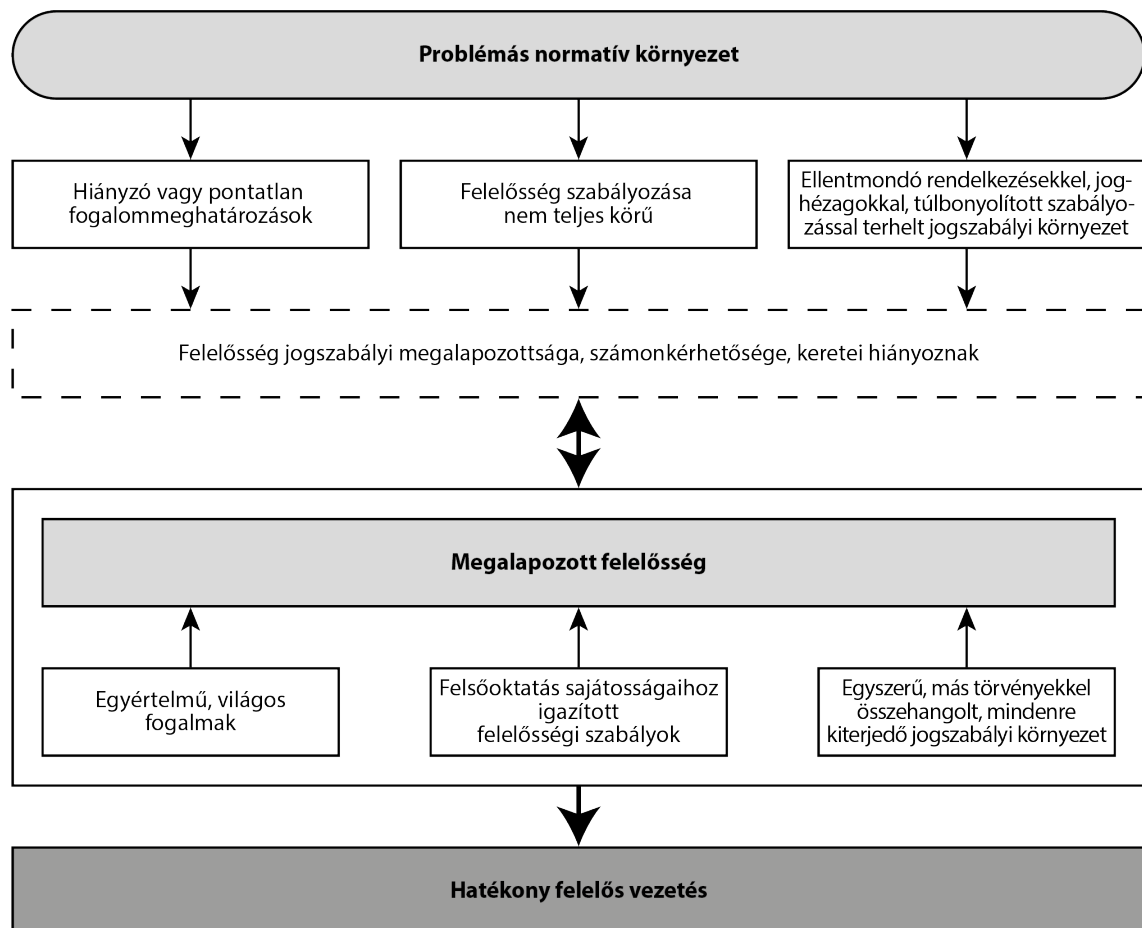 Problémás normatív környezet
Hiányzó vagy pontatlan
fogalommeghatározások
Felelősség szabályozása
nem teljes körű
Ellentmondó rendelkezésekkel, jog-
hézagokkal, túlbonyolított szabályo-
zással terhelt jogszabályi környezet
Felelősség jogszabályi megalapozottsága, számonkérhetősége, keretei hiányoznak
Megalapozott felelősség
Egyértelmű, világos
fogalmak
Felsőoktatás sajátosságaihoz
igazított
felelősségi szabályok
Egyszerű, más törvényekkel
összehangolt, mindenre
kiterjedő jogszabályi környezet
Hatékony felelős vezetés